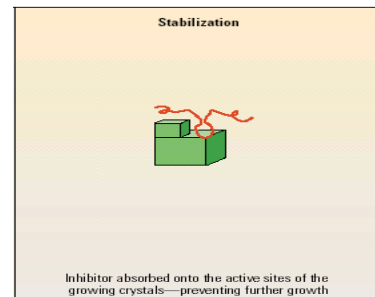 Stabilization
Inhibitor absorbed onto the active sites of the
growing crystals—preventing further growth